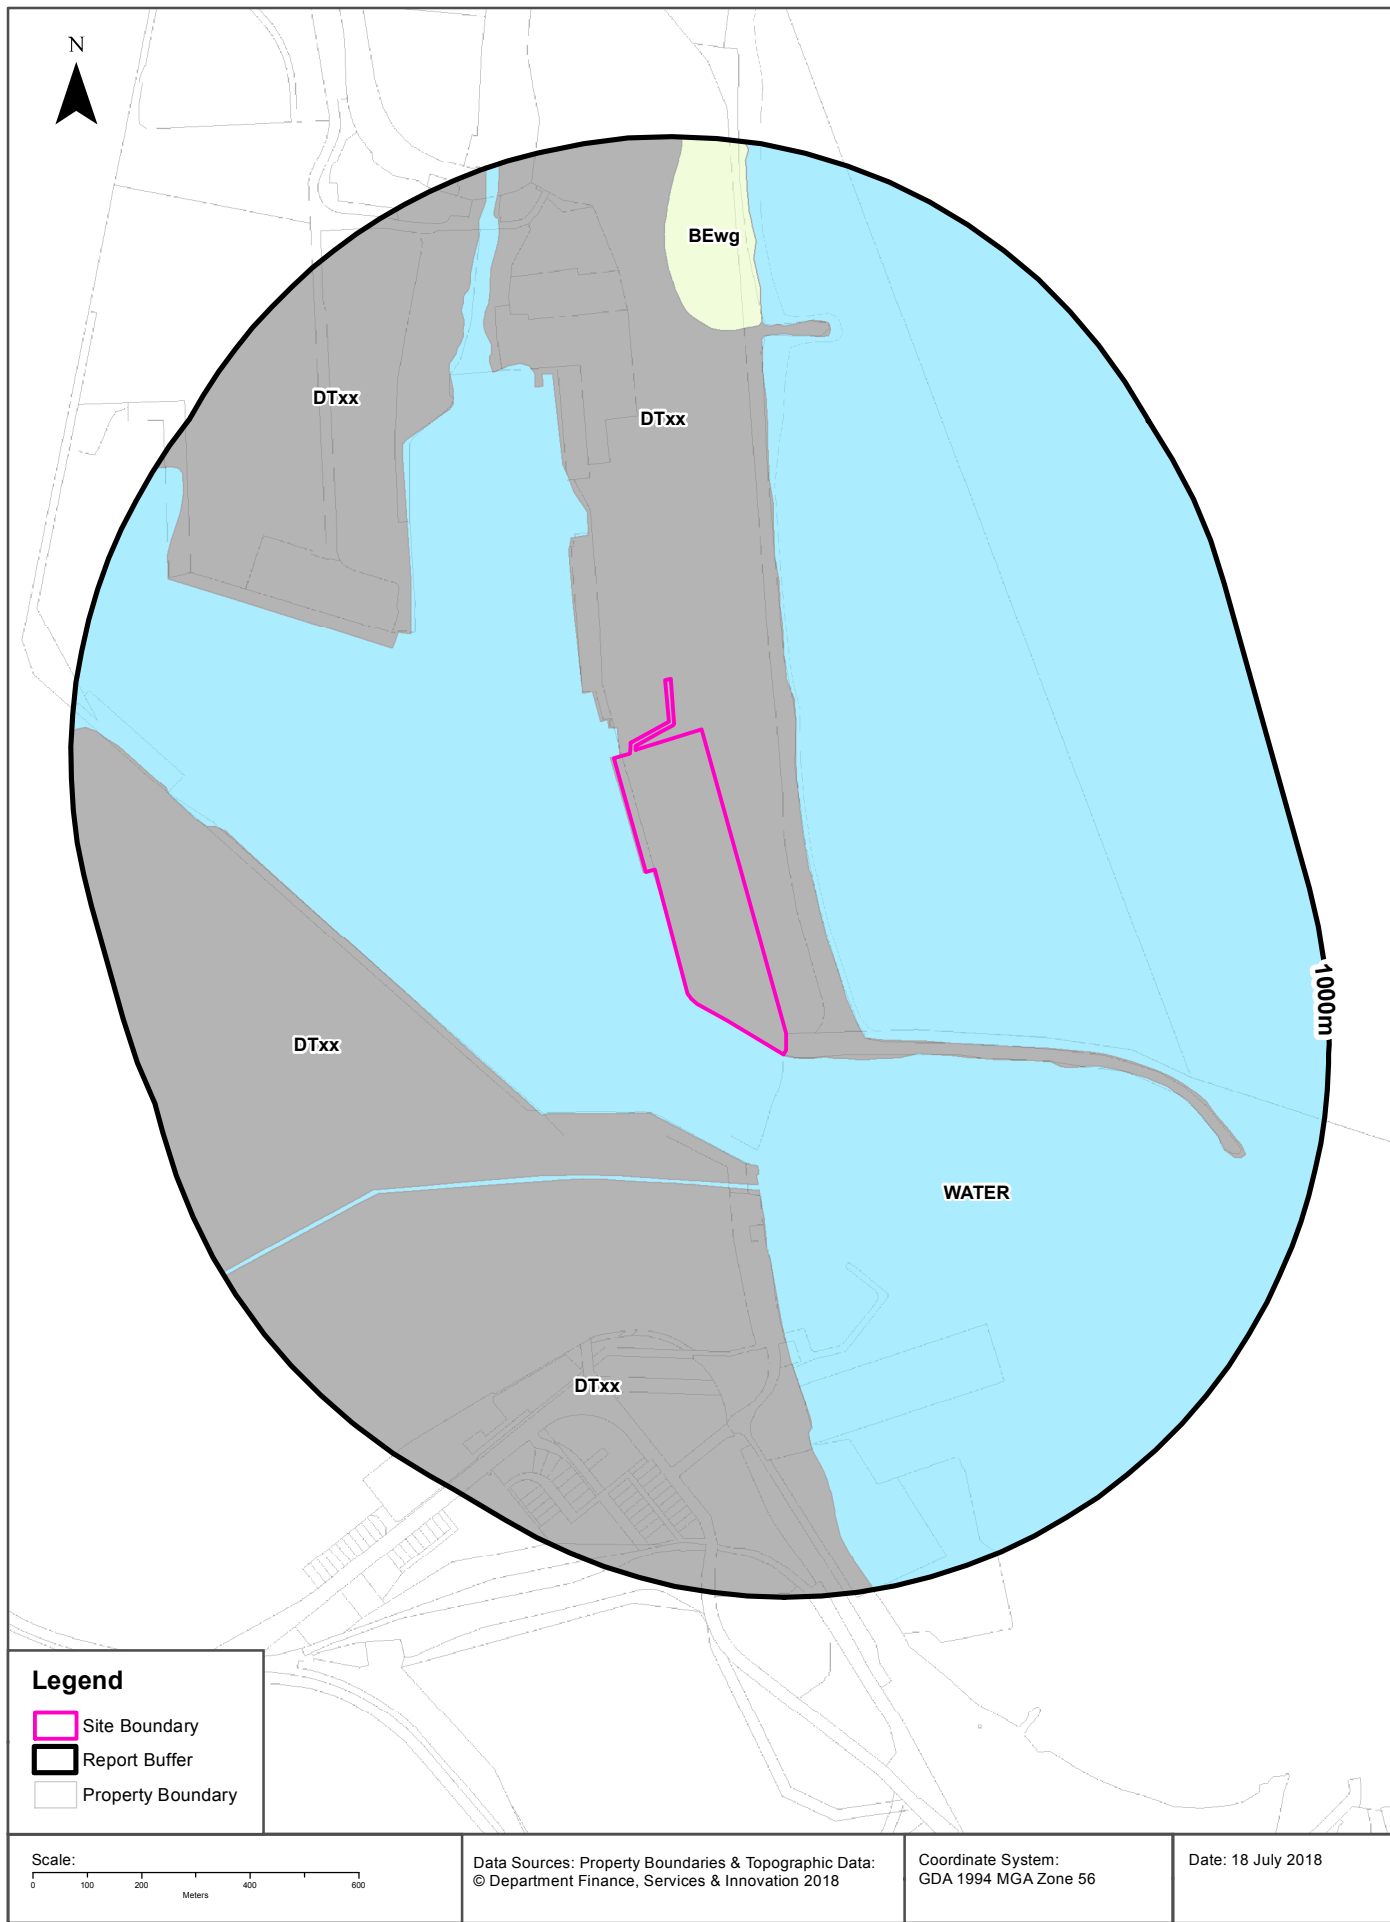 N
BEwg
DTxx
DTxx
1000m
DTxx
WATER
DTxx
Legend
Site Boundary
Report Buffer
Property Boundary
Scale:
0 100 200 400 600
Meters
Data Sources: Property Boundaries & Topographic Data:
© Department Finance, Services & Innovation 2018
Coordinate System:
GDA 1994 MGA Zone 56
Date: 18 July 2018